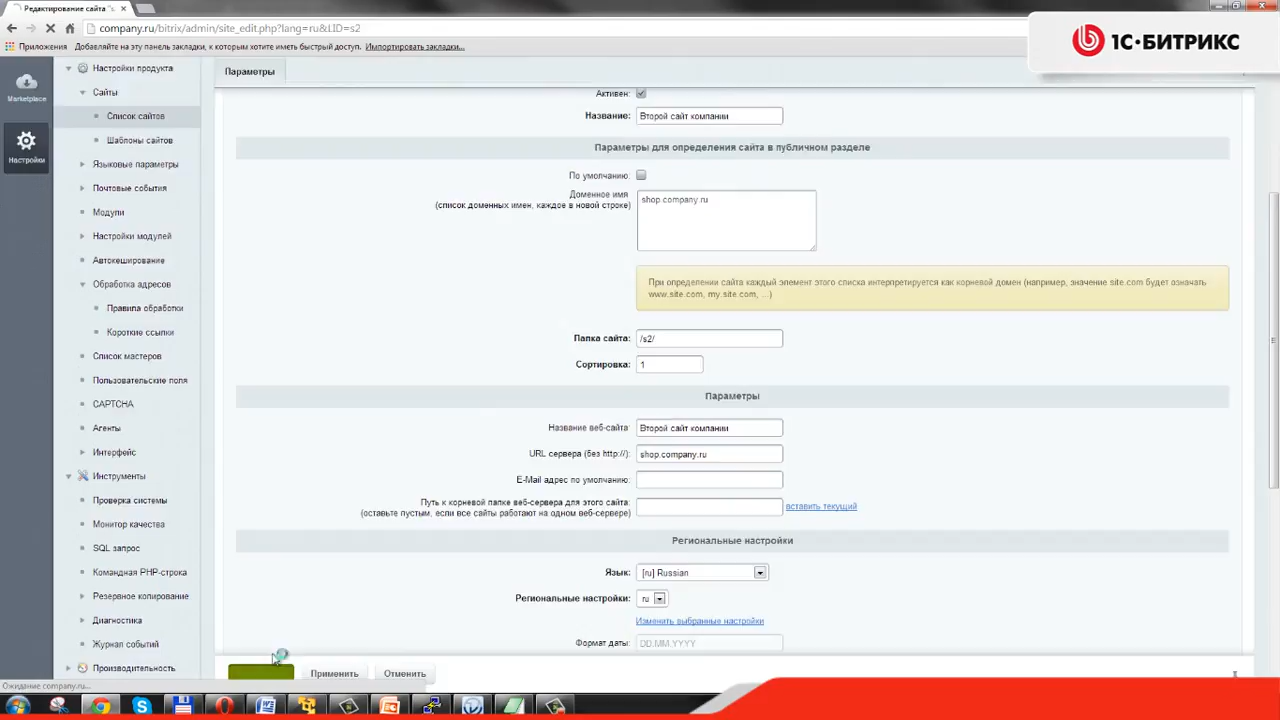 Редактирование сайта "с
company.ru/bitrix/admin/site_edit.php?lang=ru&LID=s2
Приложения Добавляйте на эту панель закладки, к которым хотите иметь быстрый доступ. Импортировать закладки...
1С·БИТРИКС
Marketplace
Настройки
Настройки продукта
Сайты
Список сайтов
Шаблоны сайтов
Языковые параметры
Почтовые события
Модули
Настройки модулей
Автокеширование
Обработка адресов
Правила обработки
Короткие ссылки
Список мастеров
Пользовательские поля
CAPTCHA
Агенты
Интерфейс
Инструменты
Проверка системы
Монитор качества
SQL запрос
Командная PHP-строка
Резервное копирование
Диагностика
Журнал событий
Производительность
Параметры
Активен:
Название: Второй сайт компании
Параметры для определения сайта в публичном разделе
По умолчанию:
Доменное имя
(список доменных имен, каждое в новой строке)
shop.company.ru
При определении сайта каждый элемент этого списка интерпретируется как корневой домен (например, значение site.com будет означать
www.site.com, my.site.com, ...)
Папка сайта: /s2/
Сортировка: 1
Параметры
Название веб-сайта: Второй сайт компании
URL сервера (без http://): shop.company.ru
E-Mail адрес по умолчанию:
Путь к корневой папке веб-сервера для этого сайта:
(оставьте пустым, если все сайты работают на одном веб-сервере)
вставить текущий
Региональные настройки
Язык: [ru] Russian
Региональные настройки: ru
Изменить выбранные настройки
Формат даты: DD.MM.YYYY
Применить Отменить
Ожидание company.ru...